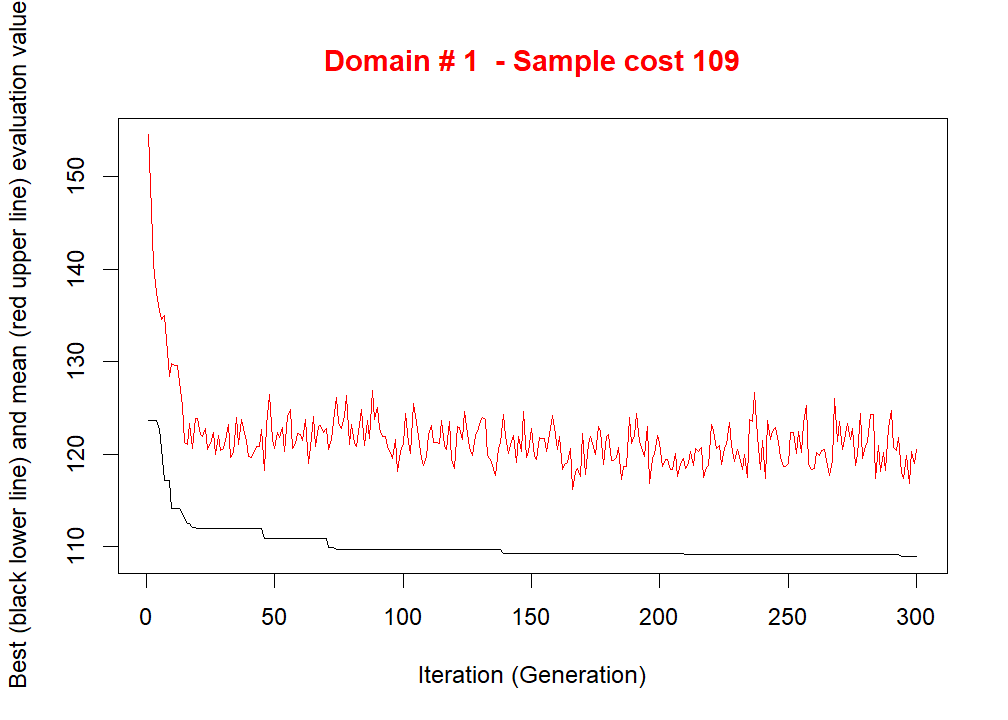 Domain # 1  - Sample cost 109
Best (black lower line) and mean (red upper line) evaluation value
150
140
130
120
110
0 50 100 150 200 250 300
Iteration (Generation)